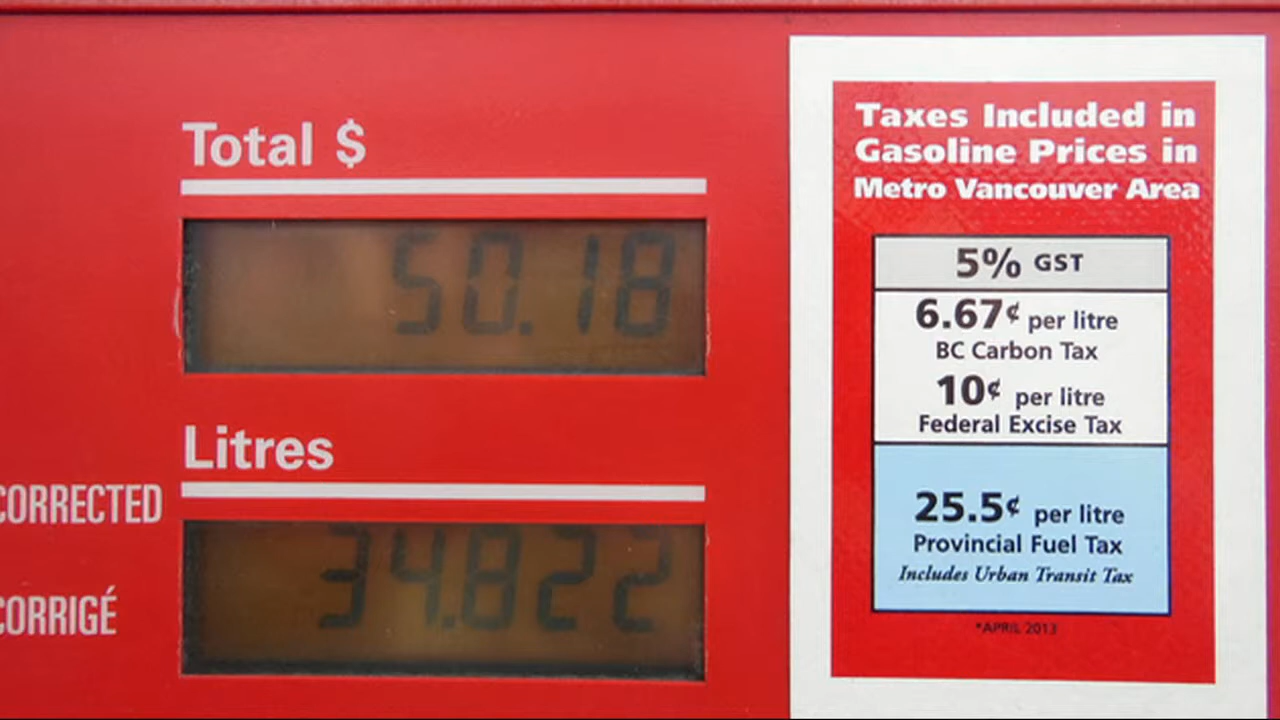 Total $
50.18
Litres
CORRECTED
34.822
CORRIGÉ
Taxes Included in
Gasoline Prices in
Metro Vancouver Area
5% GST
6.67¢ per litre
BC Carbon Tax
10¢ per litre
Federal Excise Tax
25.5¢ per litre
Provincial Fuel Tax
Includes Urban Transit Tax
*APRIL 2013